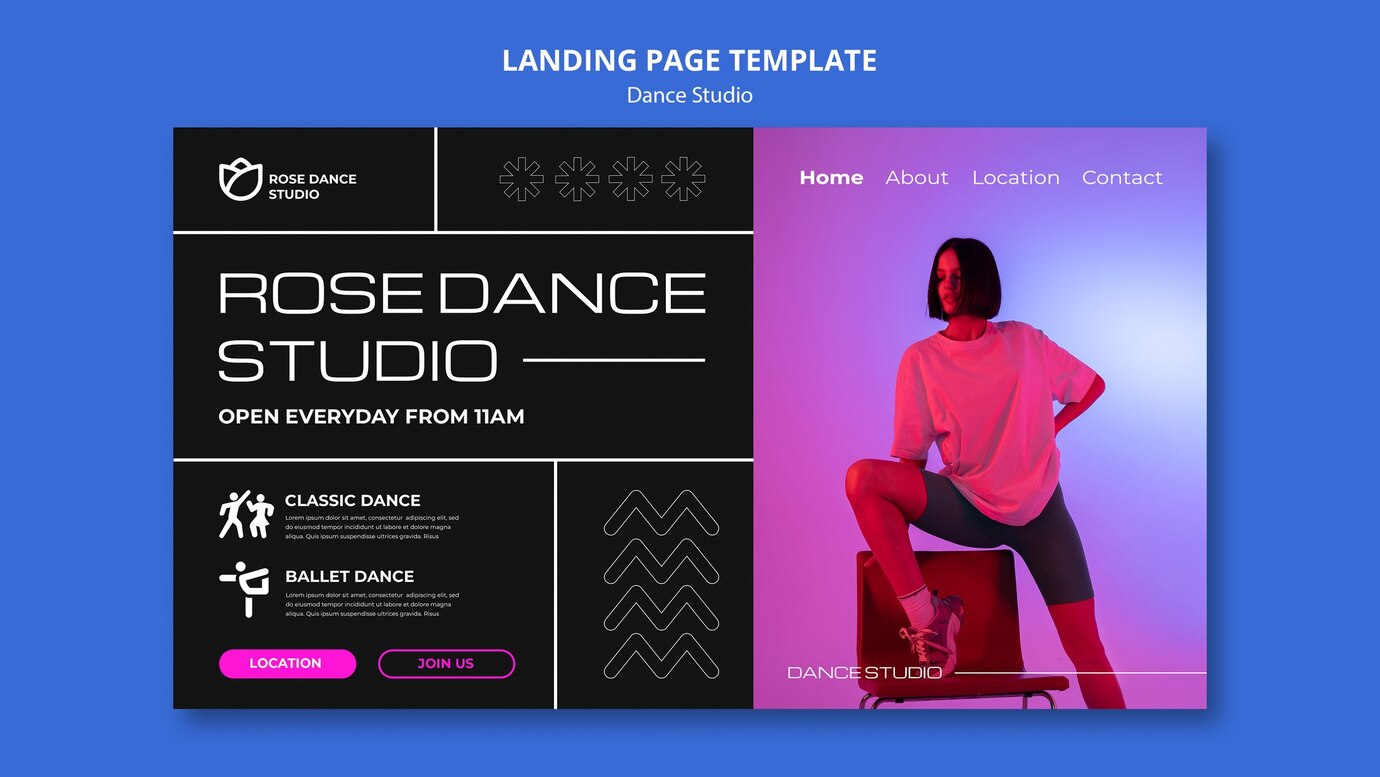 LANDING PAGE TEMPLATE
Dance Studio
ROSE DANCE
STUDIO
Home About Location Contact
ROSE DANCE
STUDIO
OPEN EVERYDAY FROM 11AM
CLASSIC DANCE
Lorem ipsum dolor sit amet, consectetur adipiscing elit, sed
do eiusmod tempor incididunt ut labore et dolore magna
aliqua. Quis ipsum suspendisse ultrices gravida. Risus
BALLET DANCE
Lorem ipsum dolor sit amet, consectetur adipiscing elit, sed
do eiusmod tempor incididunt ut labore et dolore magna
aliqua. Quis ipsum suspendisse ultrices gravida. Risus
LOCATION
JOIN US
DANCE STUDIO